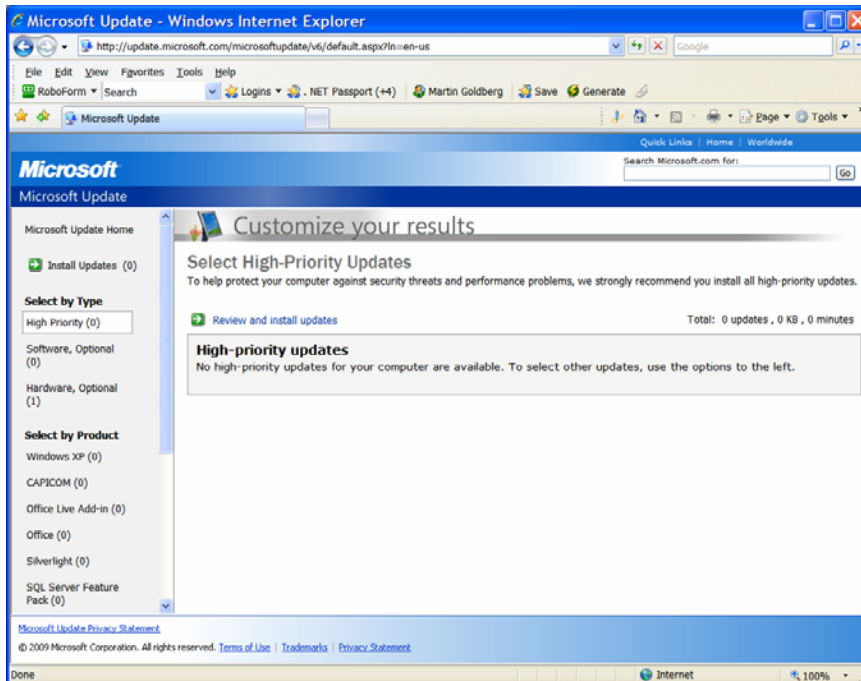 Microsoft Update - Windows Internet Explorer
http://update.microsoft.com/microsoftupdate/v6/default.aspx?ln=en-us
Google
File Edit View Favorites Tools Help
RoboForm Search Logins .NET Passport (+4) Martin Goldberg Save Generate
Microsoft Update
Page Tools
Quick Links | Home | Worldwide
Microsoft
Search Microsoft.com for:
Go
Microsoft Update
Microsoft Update Home
Install Updates (0)
Select by Type
High Priority (0)
Software, Optional
(0)
Hardware, Optional
(1)
Select by Product
Windows XP (0)
CAPICOM (0)
Office Live Add-in (0)
Office (0)
Silverlight (0)
SQL Server Feature
Pack (0)
Customize your results
Select High-Priority Updates
To help protect your computer against security threats and performance problems, we strongly recommend you install all high-priority updates.
Review and install updates
Total: 0 updates , 0 KB , 0 minutes
High-priority updates
No high-priority updates for your computer are available. To select other updates, use the options to the left.
Microsoft Update Privacy Statement
© 2009 Microsoft Corporation. All rights reserved. Terms of Use | Trademarks | Privacy Statement
Done
Internet
100%